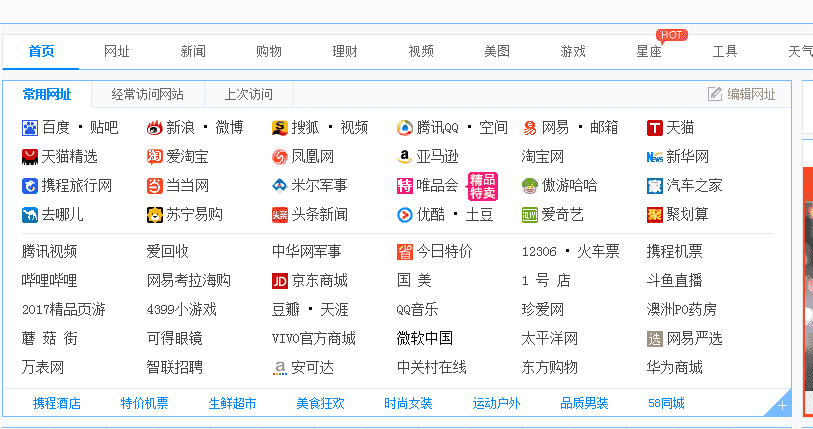 首页 网址 新闻 购物 理财 视频 美图 游戏 星座 HOT 工具 天气
常用网址 经常访问网站 上次访问 编辑网址
百度 · 贴吧 新浪 · 微博 搜狐 · 视频 腾讯QQ · 空间 网易 · 邮箱 T 天猫
天猫精选 淘 爱淘宝 凤凰网 a 亚马逊 淘宝网 News 新华网
携程旅行网 当 当当网 米尔军事 特 唯品会 精品特卖 傲游哈哈 家 汽车之家
去哪儿 苏宁易购 头条 头条新闻 优酷 · 土豆 爱奇艺 聚 聚划算
腾讯视频 爱回收 中华网军事 省 今日特价 12306 · 火车票 携程机票
哔哩哔哩 网易考拉海购 JD 京东商城 国 美 1 号 店 斗鱼直播
2017精品页游 4399小游戏 豆瓣 · 天涯 QQ音乐 珍爱网 澳洲PO药房
蘑 菇 街 可得眼镜 VIVO官方商城 微软中国 太平洋网 选 网易严选
万表网 智联招聘 a 安可达 中关村在线 东方购物 华为商城
携程酒店 特价机票 生鲜超市 美食狂欢 时尚女装 运动户外 品质男装 58同城 +